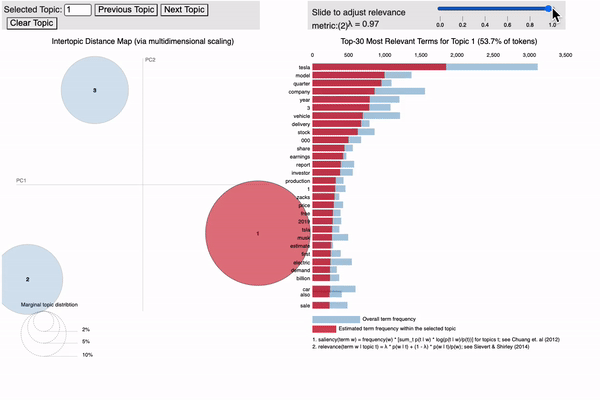 Selected Topic: 1 Previous Topic Next Topic
Clear Topic
Slide to adjust relevance
metric:(2)
λ = 0.97
0.0 0.2 0.4 0.6 0.8 1.0
Intertopic Distance Map (via multidimensional scaling)
PC2
PC1
3
1
2
Marginal topic distribtion
2%
5%
10%
Top-30 Most Relevant Terms for Topic 1 (53.7% of tokens)
0 500 1,000 1,500 2,000 2,500 3,000 3,500
tesla
model
quarter
company
year
3
vehicle
delivery
stock
000
share
earnings
report
investor
production
1
zacks
price
free
2019
tsla
musk
estimate
first
electric
demand
billion
car
also
sale
Overall term frequency
Estimated term frequency within the selected topic
1. saliency(term w) = frequency(w) * [sum_t p(t | w) * log(p(t | w)/p(t))] for topics t; see Chuang et. al (2012)
2. relevance(term w | topic t) = λ * p(w | t) + (1 - λ) * p(w | t)/p(w); see Sievert & Shirley (2014)